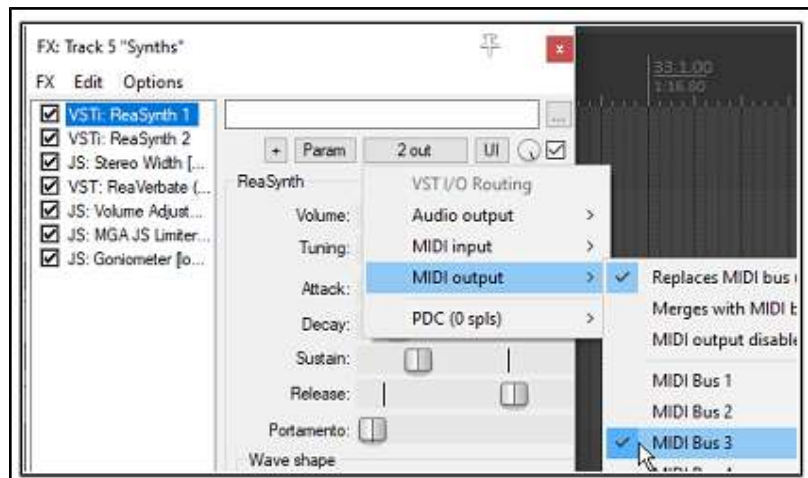 FX: Track 5 "Synths"
FX Edit Options
VSTi: ReaSynth 1
VSTi: ReaSynth 2
JS: Stereo Width [...
VST: ReaVerbate (...
JS: Volume Adjust...
JS: MGA JS Limiter...
JS: Goniometer [lo...
...
+ Param 2 out UI
ReaSynth
Volume:
Tuning:
Attack:
Decay:
Sustain:
Release:
Portamento:
Wave shape
VST I/O Routing
Audio output >
MIDI input >
MIDI output >
PDC (0 spls) >
Replaces MIDI bus
Merges with MIDI
MIDI output disable
MIDI Bus 1
MIDI Bus 2
MIDI Bus 3
33.1.00
1:16.80